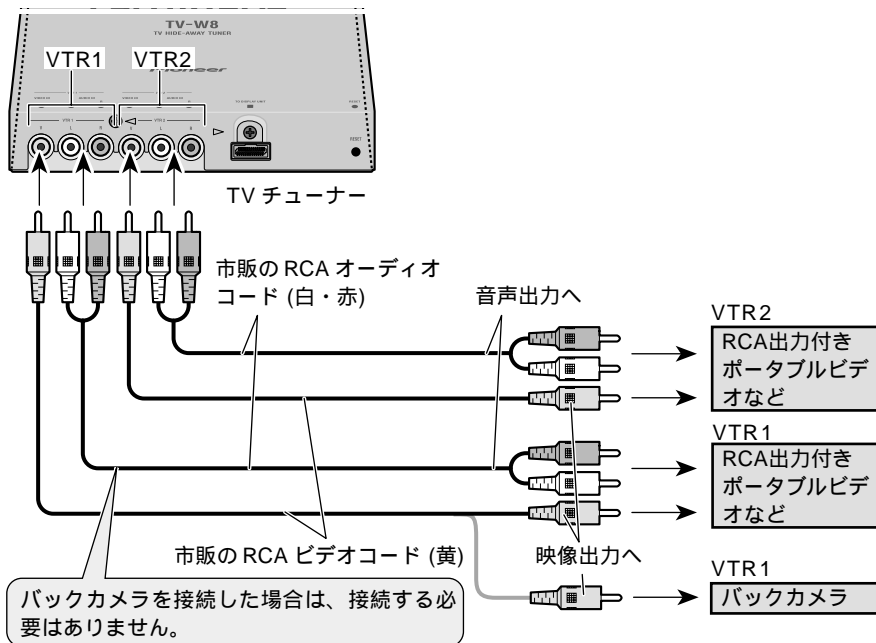 TV-W8
TV HIDE-AWAY TUNER
VTR1
VTR2
Pioneer
TV DISPLAY UNIT
RESET
VTR1
VTR2
V
L
R
V
L
R
RESET
TV チューナー
市販の RCA オーディオ
コード (白・赤)
音声出力へ
VTR2
RCA出力付き
ポータブルビデ
オなど
VTR1
RCA出力付き
ポータブルビデ
オなど
市販の RCA ビデオコード (黄)
映像出力へ
VTR1
バックカメラ
バックカメラを接続した場合は、接続する必
要はありません。